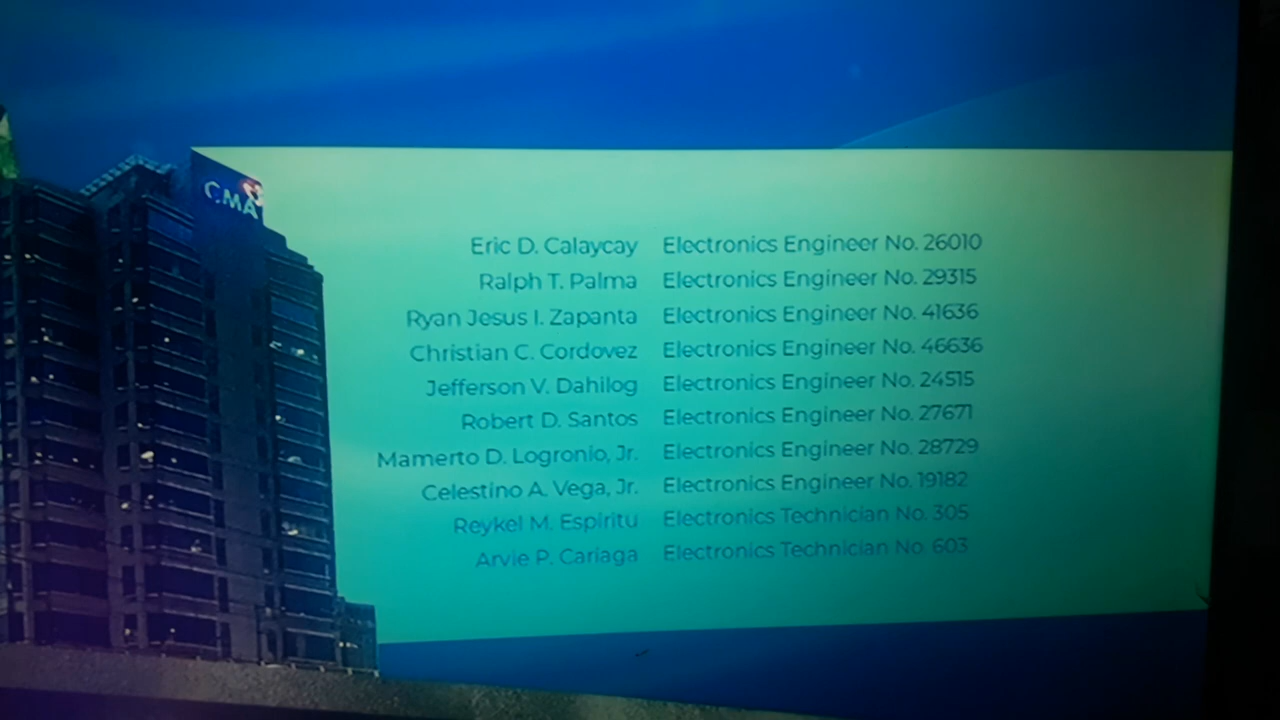 GMA
Eric D. Calaycay Electronics Engineer No. 26010
Ralph T. Palma Electronics Engineer No. 29315
Ryan Jesus I. Zapanta Electronics Engineer No. 41636
Christian C. Cordovez Electronics Engineer No. 46636
Jefferson V. Dahilog Electronics Engineer No. 24515
Robert D. Santos Electronics Engineer No. 27671
Mamerto D. Logronio, Jr. Electronics Engineer No. 28729
Celestino A. Vega, Jr. Electronics Engineer No. 19182
Reykel M. Espiritu Electronics Technician No. 305
Arvie P. Cariaga Electronics Technician No. 603